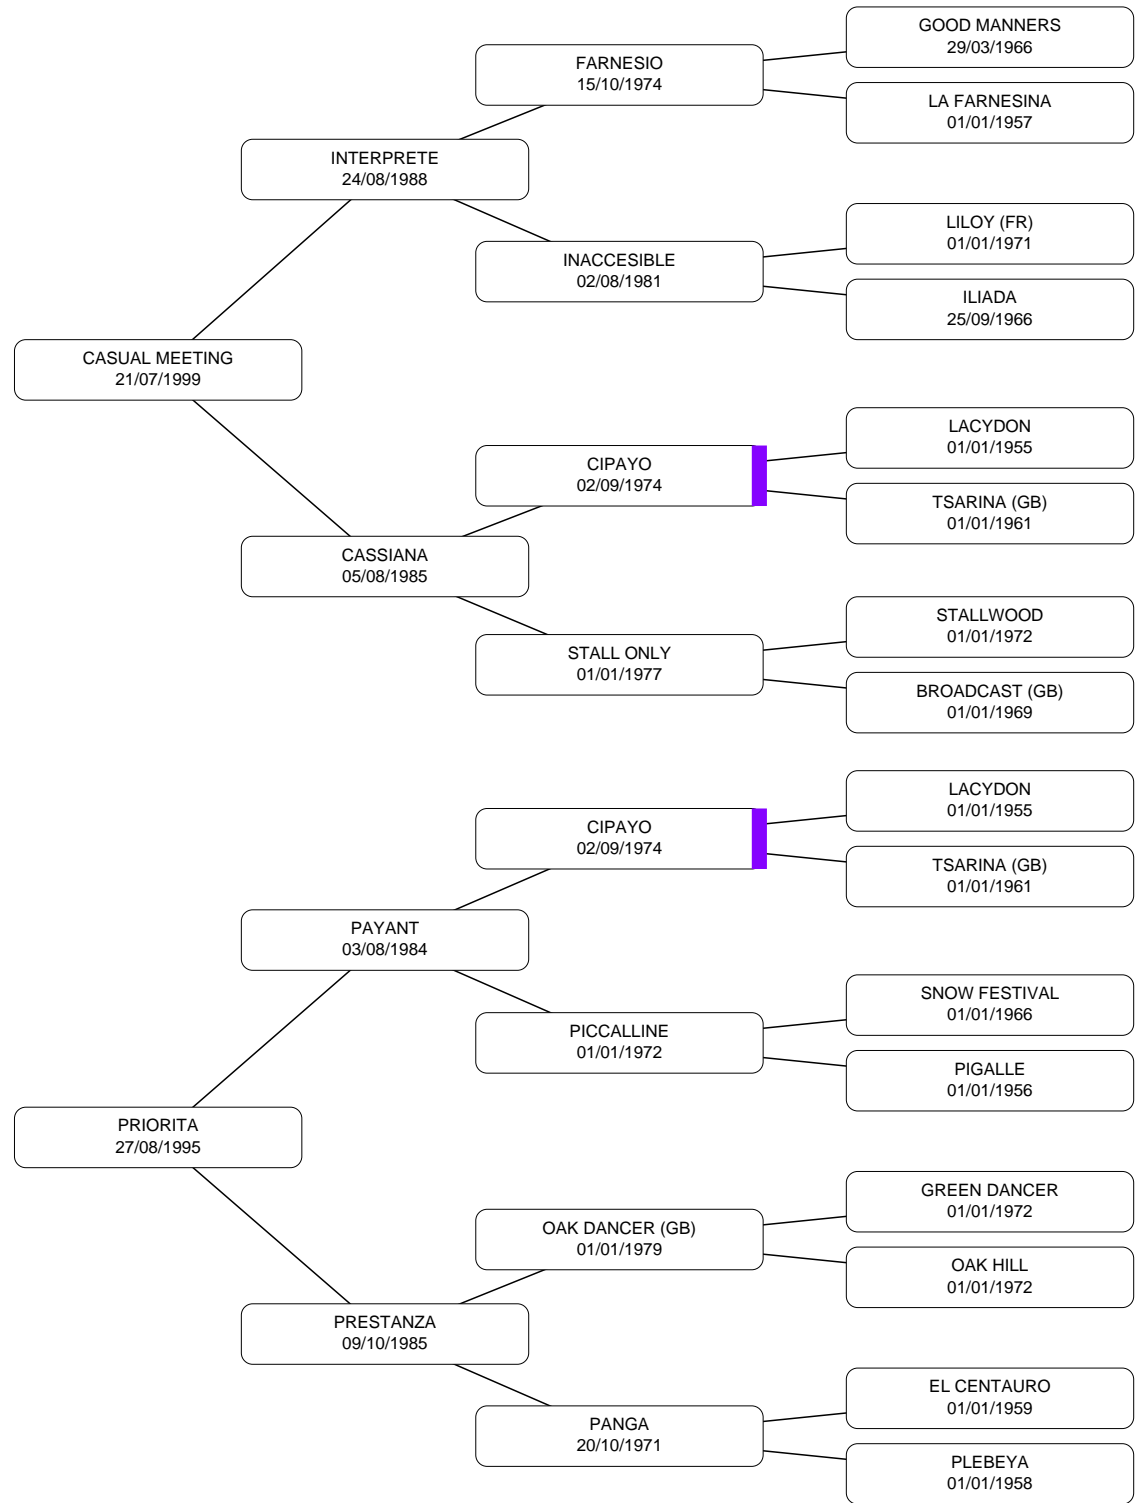 GOOD MANNERS
29/03/1966
FARNESIO
15/10/1974
LA FARNESINA
01/01/1957
INTERPRETE
24/08/1988
LILOY (FR)
01/01/1971
INACCESIBLE
02/08/1981
ILIADA
25/09/1966
CASUAL MEETING
21/07/1999
LACYDON
01/01/1955
CIPAYO
02/09/1974
TSARINA (GB)
01/01/1961
CASSIANA
05/08/1985
STALLWOOD
01/01/1972
STALL ONLY
01/01/1977
BROADCAST (GB)
01/01/1969
LACYDON
01/01/1955
CIPAYO
02/09/1974
TSARINA (GB)
01/01/1961
PAYANT
03/08/1984
SNOW FESTIVAL
01/01/1966
PICCALLINE
01/01/1972
PIGALLE
01/01/1956
PRIORITA
27/08/1995
GREEN DANCER
01/01/1972
OAK DANCER (GB)
01/01/1979
OAK HILL
01/01/1972
PRESTANZA
09/10/1985
EL CENTAURO
01/01/1959
PANGA
20/10/1971
PLEBEYA
01/01/1958